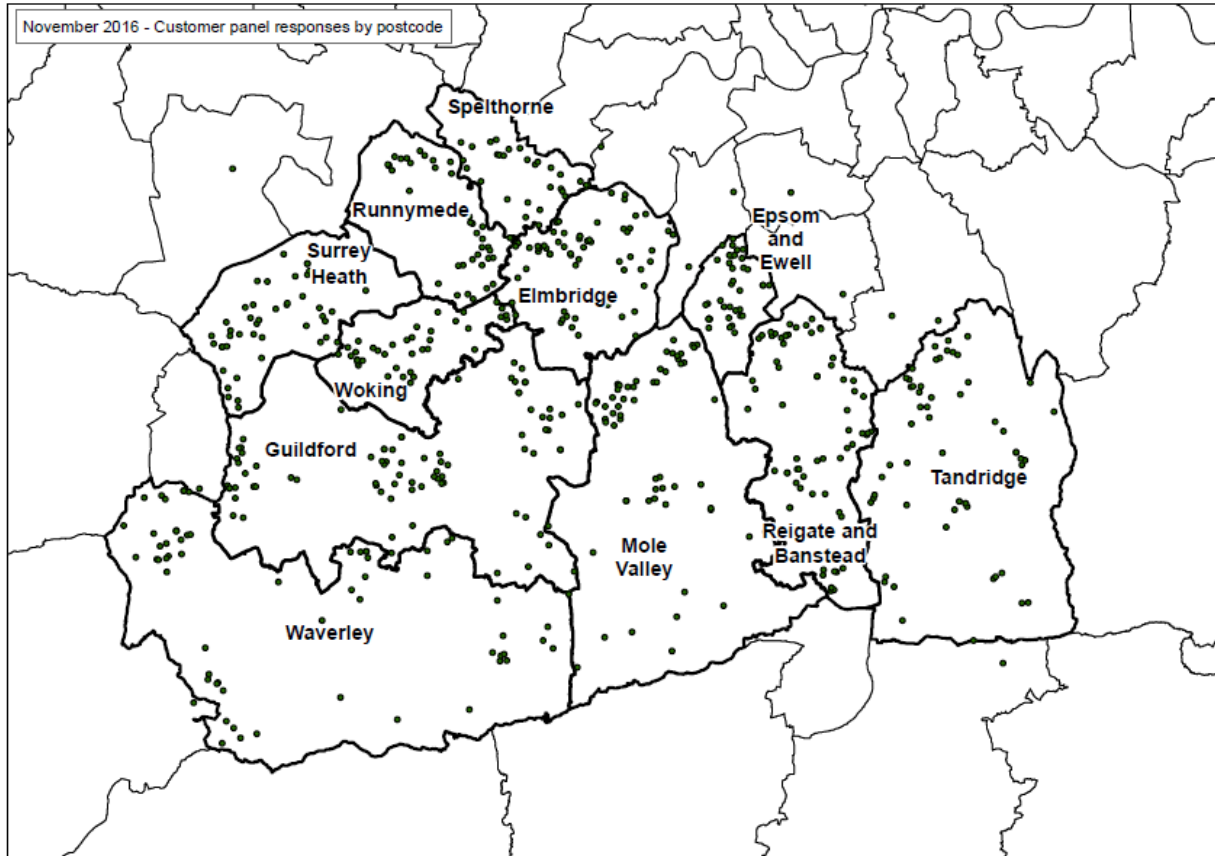 November 2016 - Customer panel responses by postcode
Spelthorne
Runnymede
Epsom
and
Ewell
Surrey
Heath
Elmbridge
Woking
Guildford
Tandridge
Mole
Valley
Reigate and
Banstead
Waverley